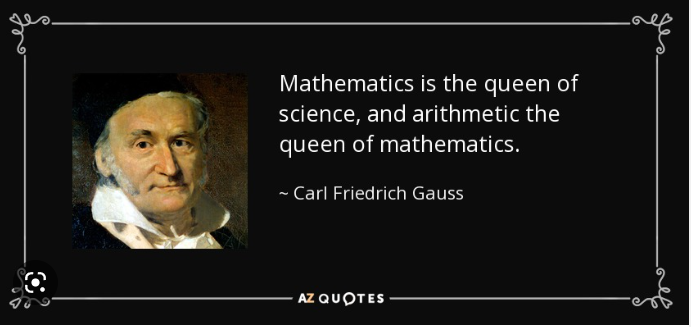 Mathematics is the queen of
science, and arithmetic the
queen of mathematics.
~ Carl Friedrich Gauss
AZ QUOTES